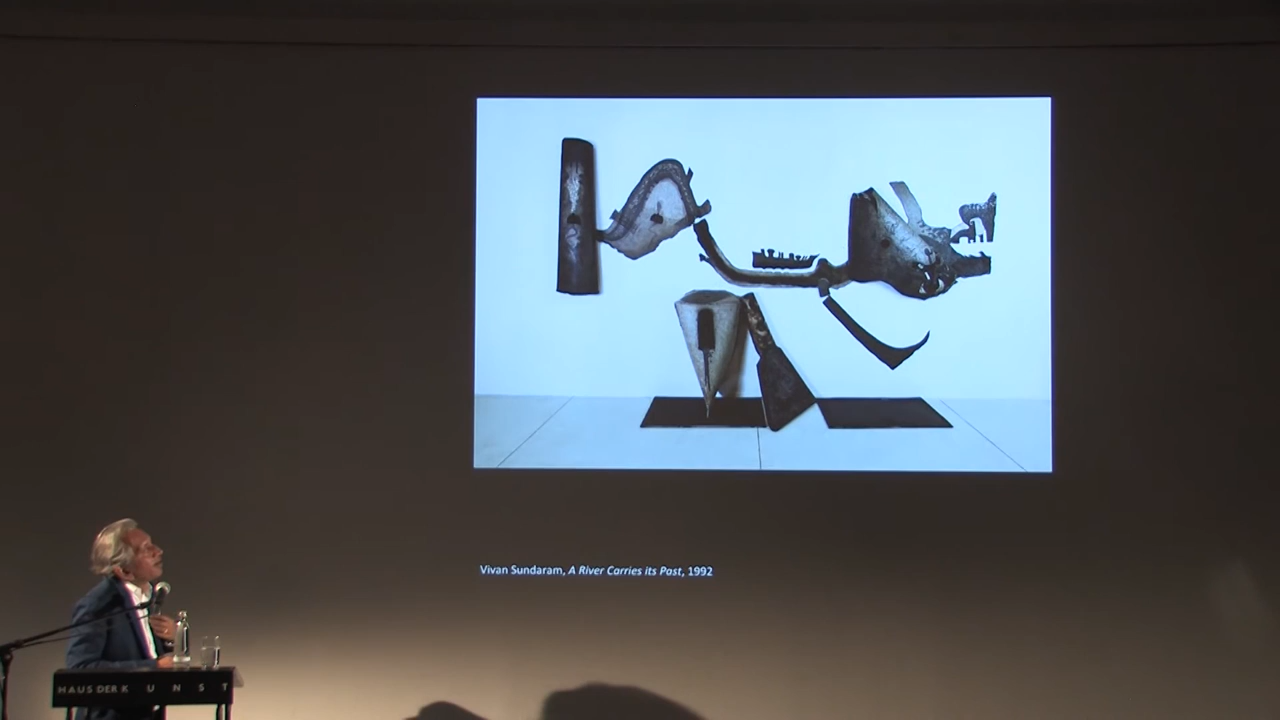 Vivan Sundaram, A River Carries its Past, 1992
HAUS DER K U N S T